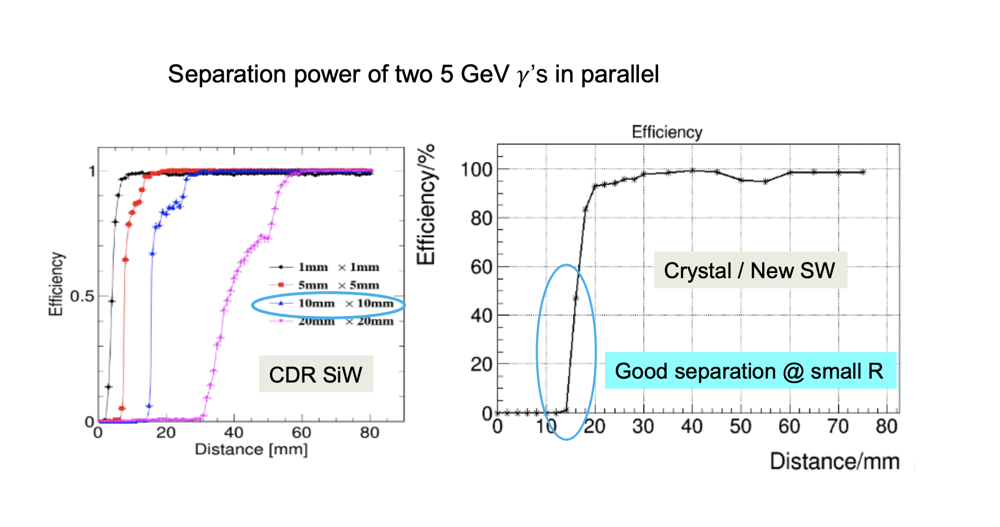 Separation power of two 5 GeV γ's in parallel
Efficiency
1
0.5
0
0
20
40
60
80
Distance [mm]
1mm × 1mm
5mm × 5mm
10mm × 10mm
20mm × 20mm
CDR SiW
Efficiency
Efficiency/%
100
80
60
40
20
0
0
10
20
30
40
50
60
70
80
Distance/mm
Crystal / New SW
Good separation @ small R